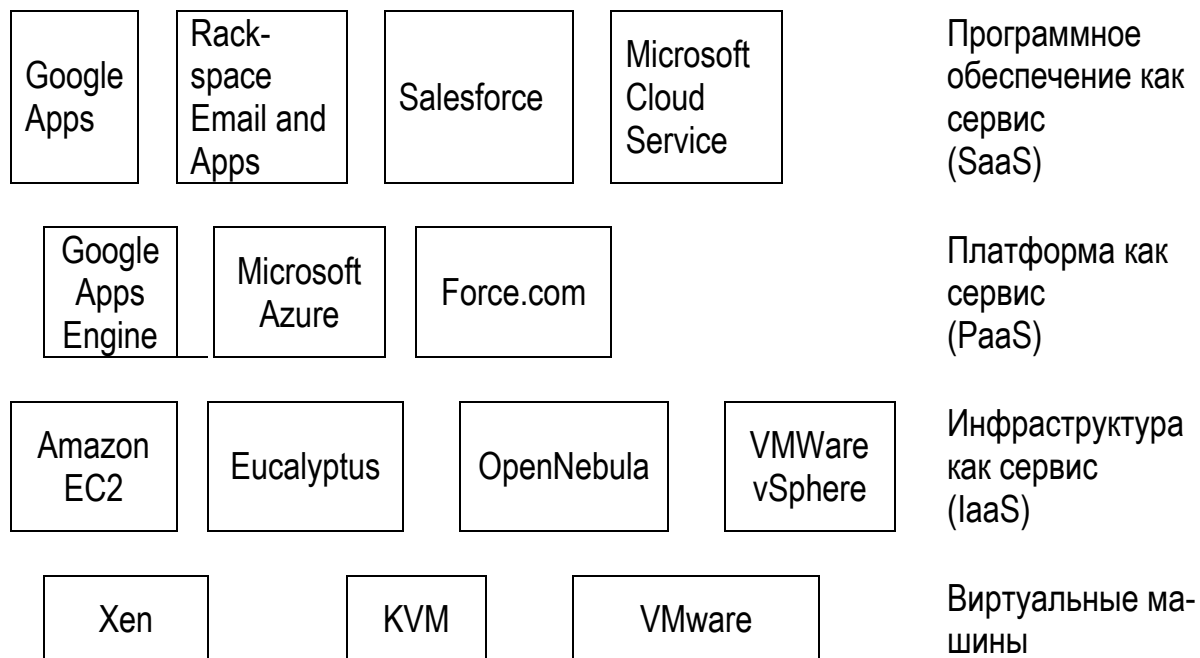 Google
Apps
Rack-
space
Email and
Apps
Salesforce
Microsoft
Cloud
Service
Программное
обеспечение как
сервис
(SaaS)
Google
Apps
Engine
Microsoft
Azure
Force.com
Платформа как
сервис
(PaaS)
Amazon
EC2
Eucalyptus
OpenNebula
VMWare
vSphere
Инфраструктура
как сервис
(IaaS)
Xen
KVM
VMware
Виртуальные ма-
шины